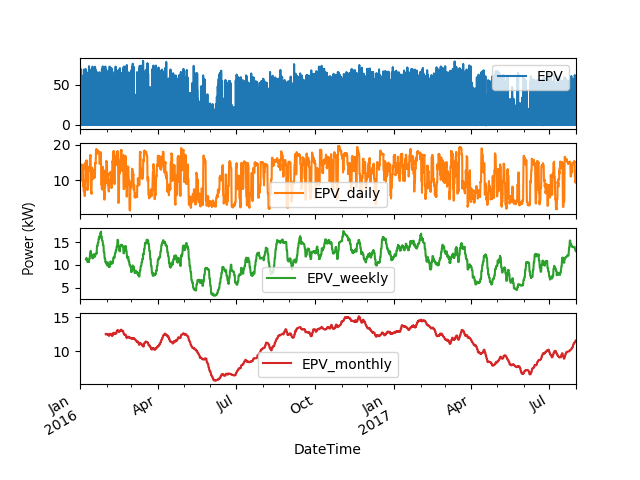 EPV
50
0
20
10
EPV_daily
Power (kW)
15
10
5
EPV_weekly
15
10
EPV_monthly
Jan
2016
Apr
Jul
Oct
Jan
2017
Apr
Jul
DateTime